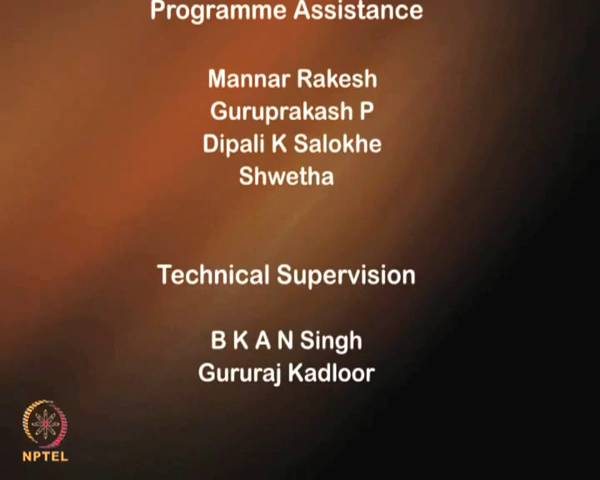 Programme Assistance
Mannar Rakesh
Guruprakash P
Dipali K Salokhe
Shwetha
Technical Supervision
B K A N Singh
Gururaj Kadloor
NPTEL